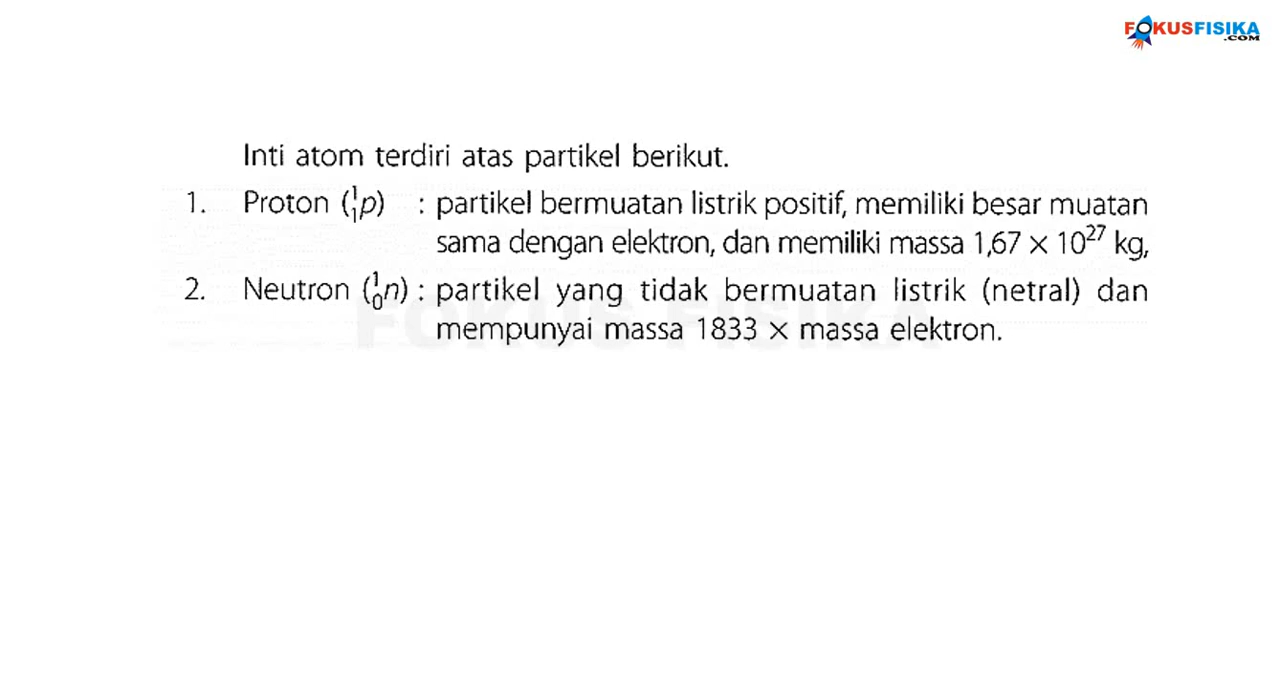 FOKUSFISIKA
.COM
Inti atom terdiri atas partikel berikut.
1. Proton (¹₁p) : partikel bermuatan listrik positif, memiliki besar muatan
sama dengan elektron, dan memiliki massa 1,67 × 10²⁷ kg,
2. Neutron (¹₀n) : partikel yang tidak bermuatan listrik (netral) dan
mempunyai massa 1833 × massa elektron.
FOKUS FISIKA